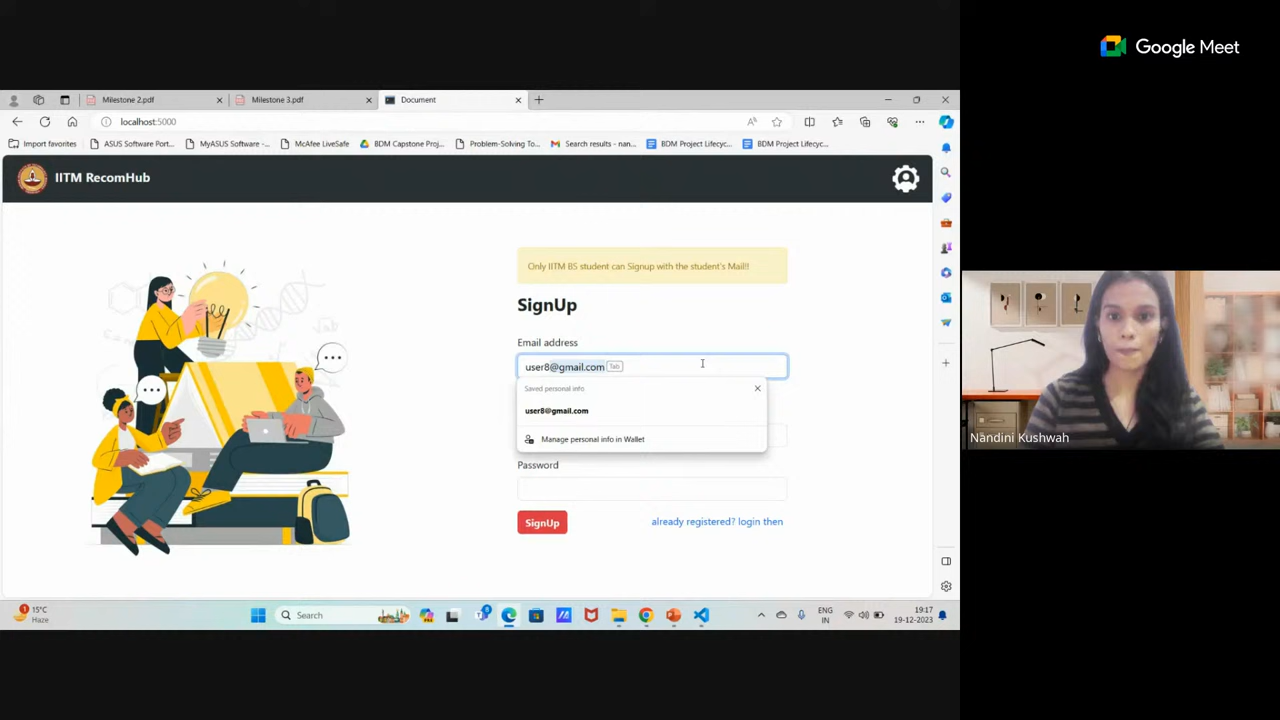 Google Meet
Milestone 2.pdf
Milestone 3.pdf
Document
localhost:5000
Import favorites
ASUS Software Port...
MyASUS Software -...
McAfee LiveSafe
BDM Capstone Proj...
Problem-Solving To...
Search results - nan...
BDM Project Lifecyc...
BDM Project Lifecyc...
IITM RecomHub
Only IITM BS student can Signup with the student's Mail!!
SignUp
Email address
user8@gmail.com Tab
Saved personal info
user8@gmail.com
Manage personal info in Wallet
Password
SignUp
already registered? login then
Nandini Kushwah
1
15°C
Haze
Search
ENG
IN
19:17
19-12-2023